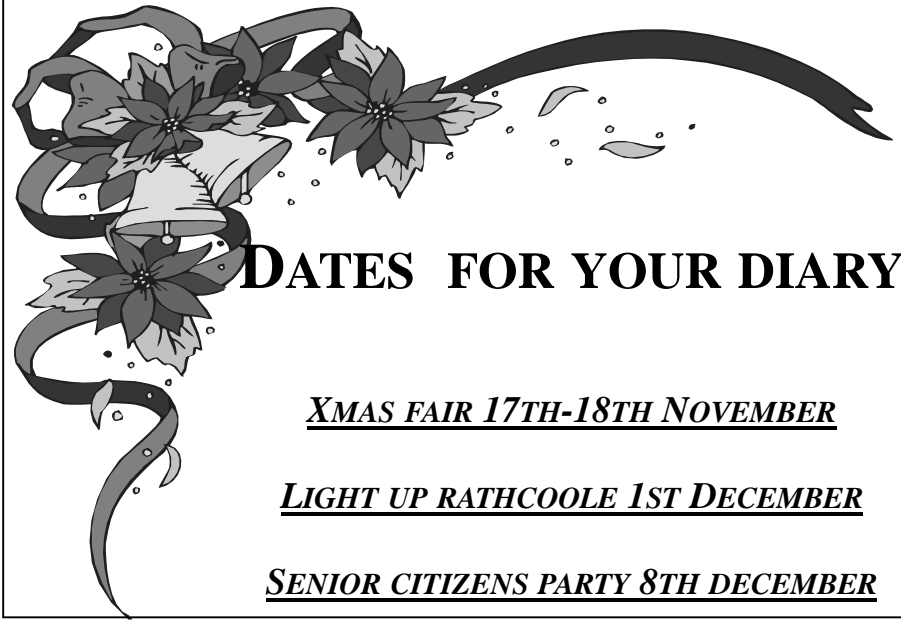 DATES FOR YOUR DIARY
XMAS FAIR 17TH-18TH NOVEMBER
LIGHT UP RATHCOOLE 1ST DECEMBER
SENIOR CITIZENS PARTY 8TH DECEMBER